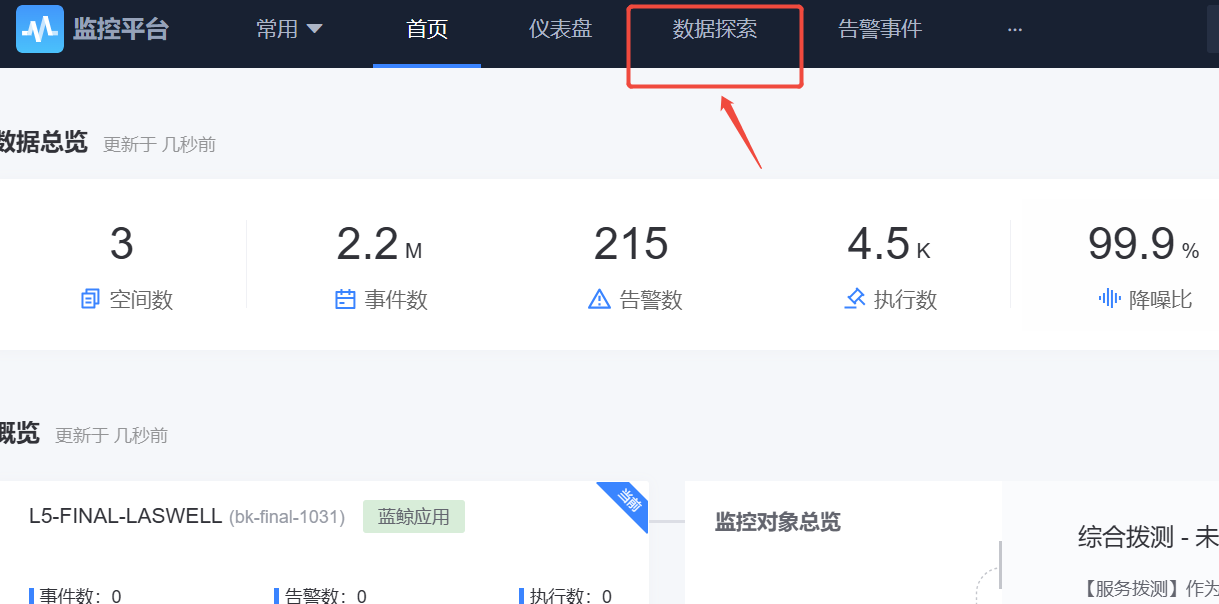 监控平台 常用 首页 仪表盘 数据探索 告警事件 ...
数据总览 更新于 几秒前
3 2.2 M 215 4.5 K 99.9 %
空间数 事件数 告警数 执行数 降噪比
概览 更新于 几秒前
L5-FINAL-LASWELL (bk-final-1031) 蓝鲸应用 当前
监控对象总览
综合拨测 - 未
事件数：0 告警数：0 执行数：0
【服务拨测】作为